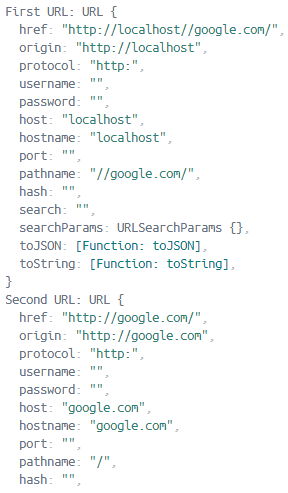 First URL: URL {
  href: "http://localhost//google.com/",
  origin: "http://localhost",
  protocol: "http:",
  username: "",
  password: "",
  host: "localhost",
  hostname: "localhost",
  port: "",
  pathname: "//google.com/",
  hash: "",
  search: "",
  searchParams: URLSearchParams {},
  toJSON: [Function: toJSON],
  toString: [Function: toString],
}
Second URL: URL {
  href: "http://google.com/",
  origin: "http://google.com",
  protocol: "http:",
  username: "",
  password: "",
  host: "google.com",
  hostname: "google.com",
  port: "",
  pathname: "/",
  hash: "",